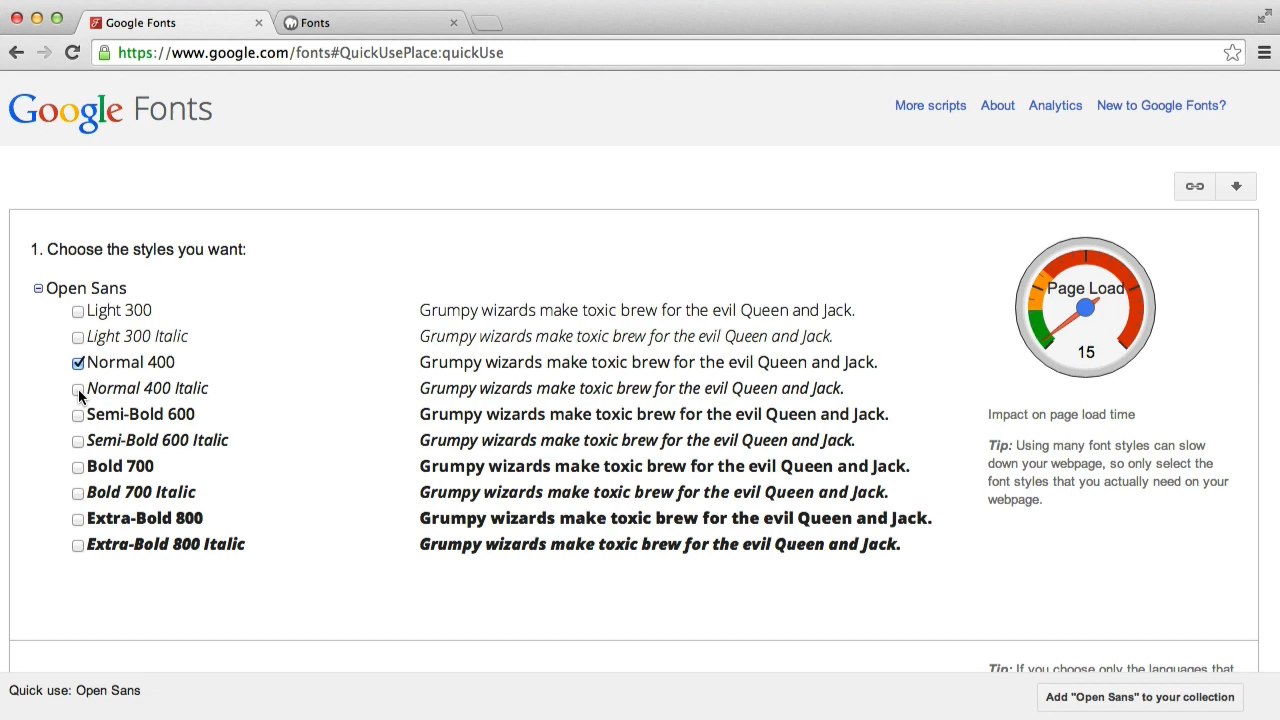 Google Fonts
Fonts
https://www.google.com/fonts#QuickUsePlace:quickUse
Google Fonts
More scripts About Analytics New to Google Fonts?
1. Choose the styles you want:
Open Sans
Light 300 Grumpy wizards make toxic brew for the evil Queen and Jack.
Light 300 Italic Grumpy wizards make toxic brew for the evil Queen and Jack.
Normal 400 Grumpy wizards make toxic brew for the evil Queen and Jack.
Normal 400 Italic Grumpy wizards make toxic brew for the evil Queen and Jack.
Semi-Bold 600 Grumpy wizards make toxic brew for the evil Queen and Jack.
Semi-Bold 600 Italic Grumpy wizards make toxic brew for the evil Queen and Jack.
Bold 700 Grumpy wizards make toxic brew for the evil Queen and Jack.
Bold 700 Italic Grumpy wizards make toxic brew for the evil Queen and Jack.
Extra-Bold 800 Grumpy wizards make toxic brew for the evil Queen and Jack.
Extra-Bold 800 Italic Grumpy wizards make toxic brew for the evil Queen and Jack.
Page Load
15
Impact on page load time
Tip: Using many font styles can slow
down your webpage, so only select the
font styles that you actually need on your
webpage.
Tip: If you choose only the languages that
Quick use: Open Sans
Add "Open Sans" to your collection